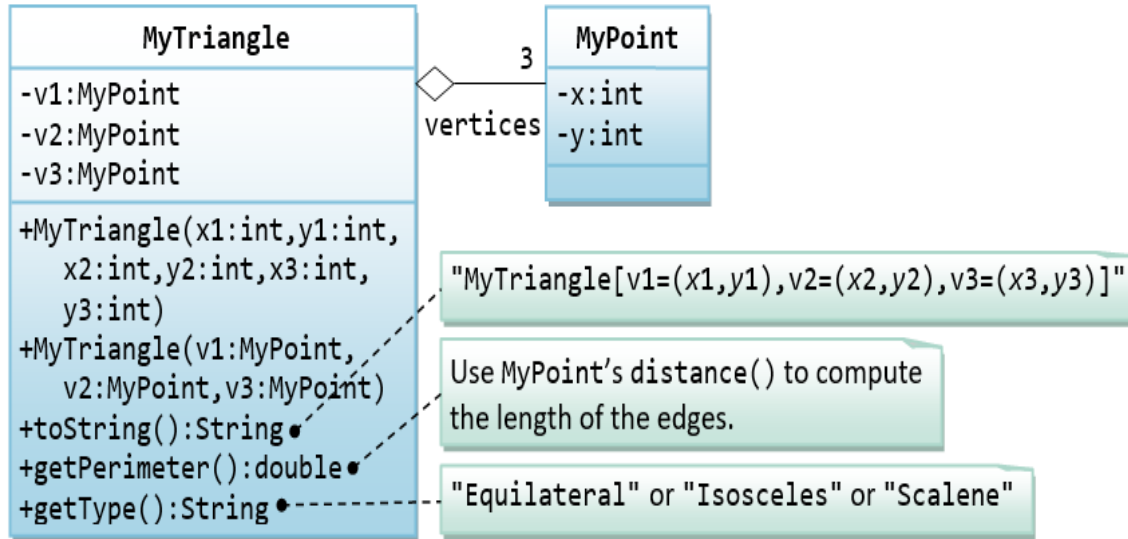 MyTriangle
-v1:MyPoint
-v2:MyPoint
-v3:MyPoint
+MyTriangle(x1:int,y1:int,
x2:int,y2:int,x3:int,
y3:int)
+MyTriangle(v1:MyPoint,
v2:MyPoint,v3:MyPoint)
+toString():String
+getPerimeter():double
+getType():String
3
vertices
MyPoint
-x:int
-y:int
"MyTriangle[v1=(x1,y1),v2=(x2,y2),v3=(x3,y3)]"
Use MyPoint's distance() to compute
the length of the edges.
"Equilateral" or "Isosceles" or "Scalene"